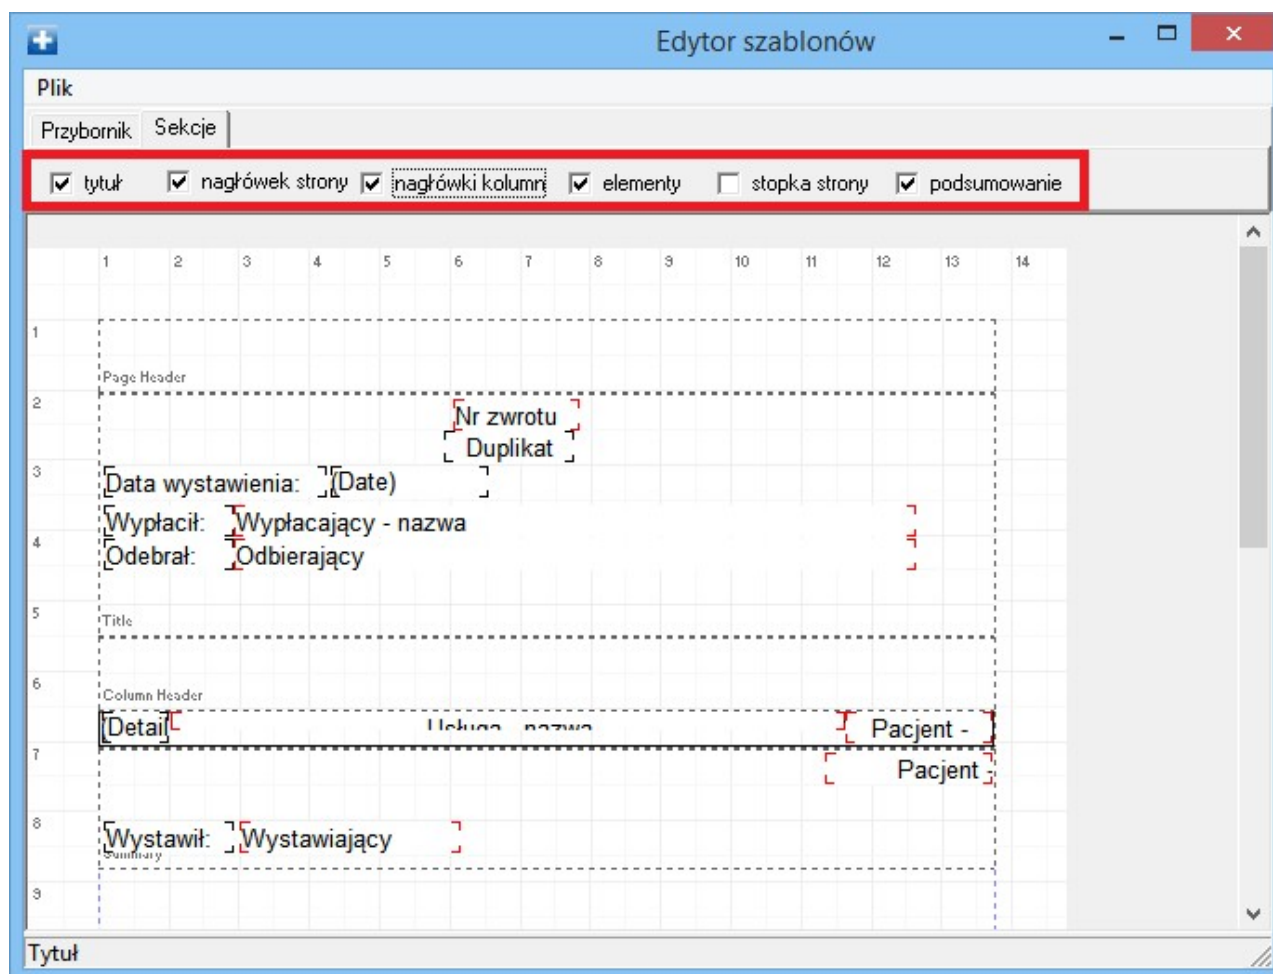 Edytor szablonów
Plik
Przybornik Sekcje
tytuł nagłówek strony nagłówki kolumn elementy stopka strony podsumowanie
1 2 3 4 5 6 7 8 9 10 11 12 13 14
1
Page Header
2
Nr zwrotu
Duplikat
3
Data wystawienia: (Date)
Wypłacił: Wypłacający - nazwa
4
Odebrał: Odbierający
5
Title
6
Column Header
(Detail Usługa - nazwa Pacjent -
7
Pacjent -
8
Wystawił: Wystawiający
Summary
9
Tytuł